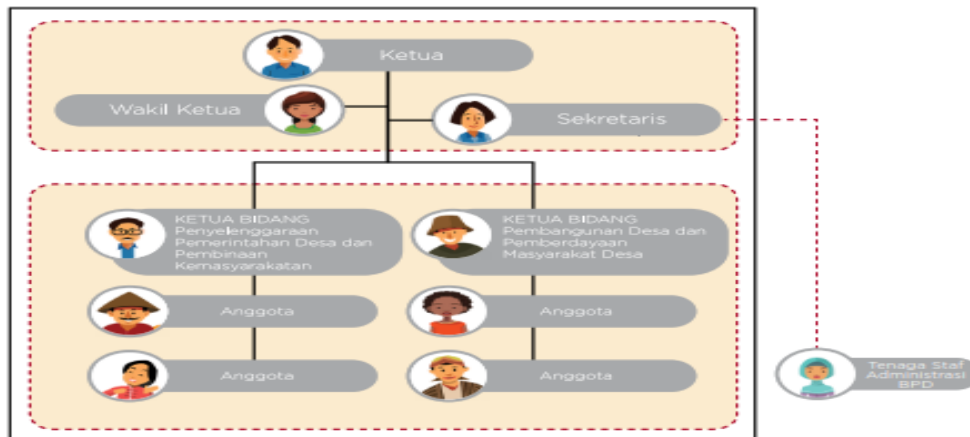 Ketua
Wakil Ketua
Sekretaris
KETUA BIDANG
Penyelenggaraan
Pemerintahan Desa dan
Pembinaan
Kemasyarakatan
KETUA BIDANG
Pembangunan Desa dan
Pemberdayaan
Masyarakat Desa
Anggota
Anggota
Anggota
Anggota
Tenaga Staf
Administrasi
BPD